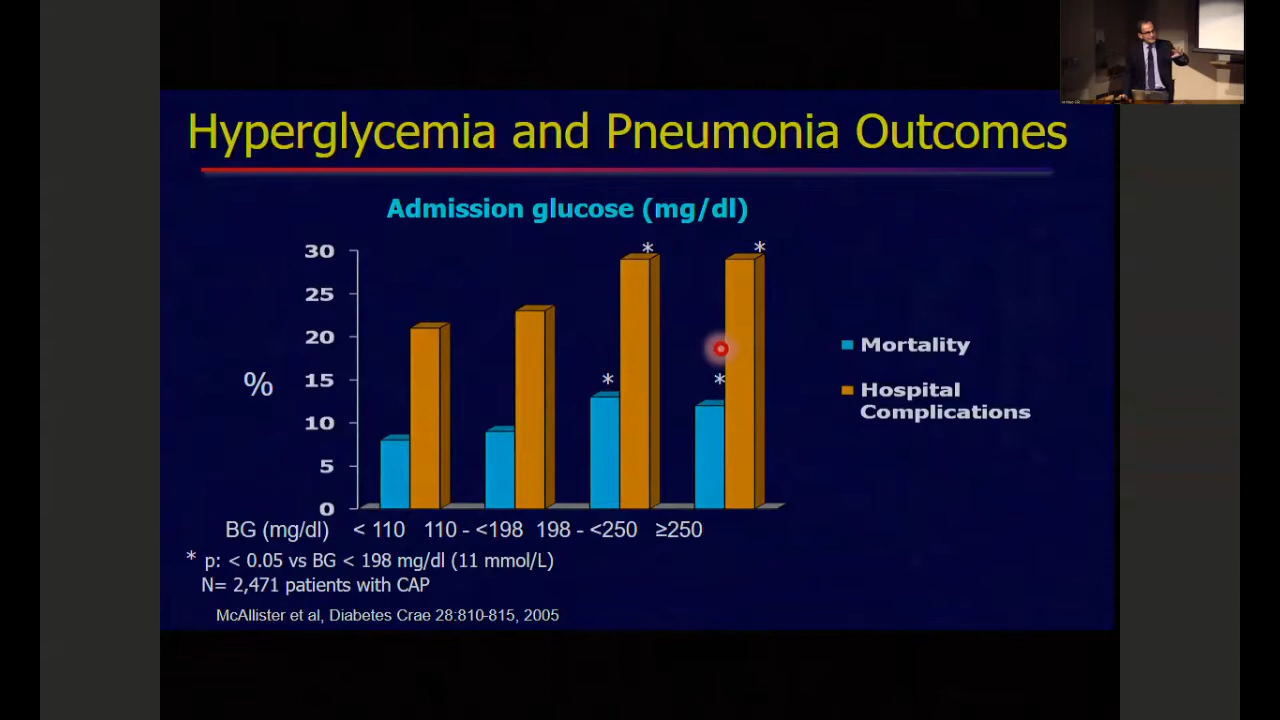 Hyperglycemia and Pneumonia Outcomes
Admission glucose (mg/dl)
30
25
20
15
10
5
0
%
*
*
*
*
Mortality
Hospital
Complications
BG (mg/dl) < 110 110 - <198 198 - <250 ≥250
* p: < 0.05 vs BG < 198 mg/dl (11 mmol/L)
N= 2,471 patients with CAP
McAllister et al, Diabetes Crae 28:810-815, 2005